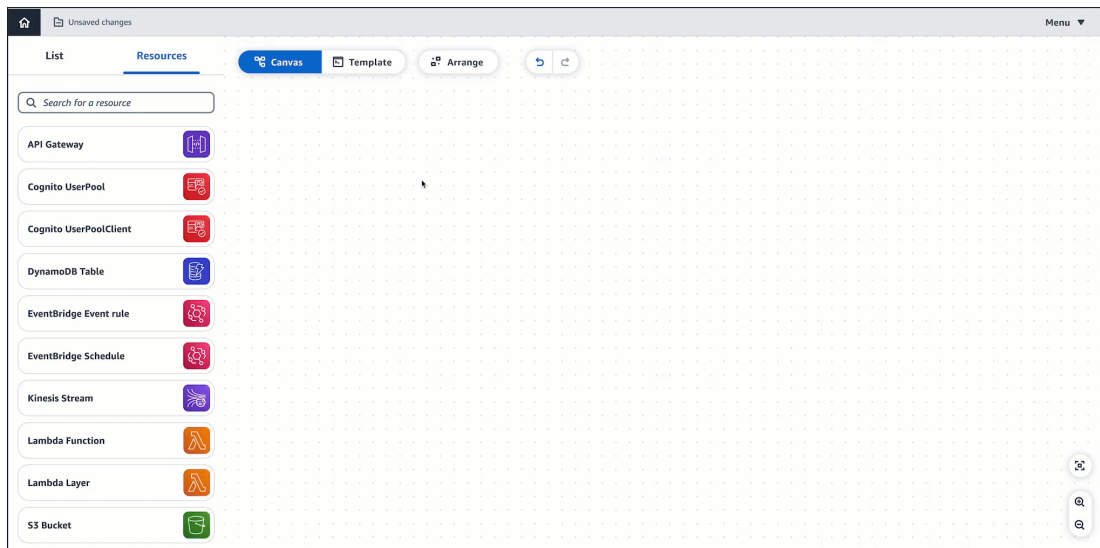 Unsaved changes
Menu
List
Resources
Canvas
Template
Arrange
Search for a resource
API Gateway
Cognito UserPool
Cognito UserPoolClient
DynamoDB Table
EventBridge Event rule
EventBridge Schedule
Kinesis Stream
Lambda Function
Lambda Layer
S3 Bucket